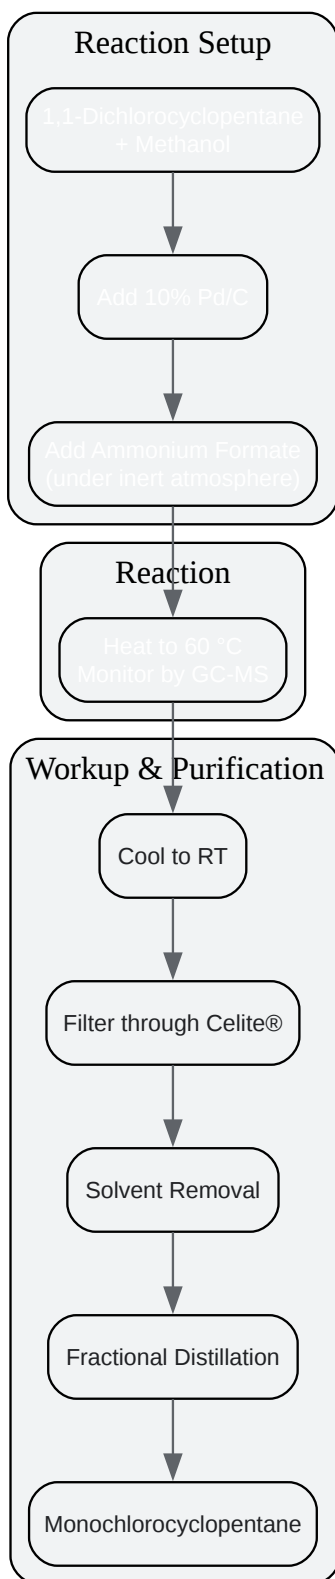 Reaction Setup
1,1-Dichlorocyclopentane
+ Methanol
Add 10% Pd/C
Add Ammonium Formate
(under inert atmosphere)
Reaction
Heat to 60 °C
Monitor by GC-MS
Workup & Purification
Cool to RT
Filter through Celite®
Solvent Removal
Fractional Distillation
Monochlorocyclopentane